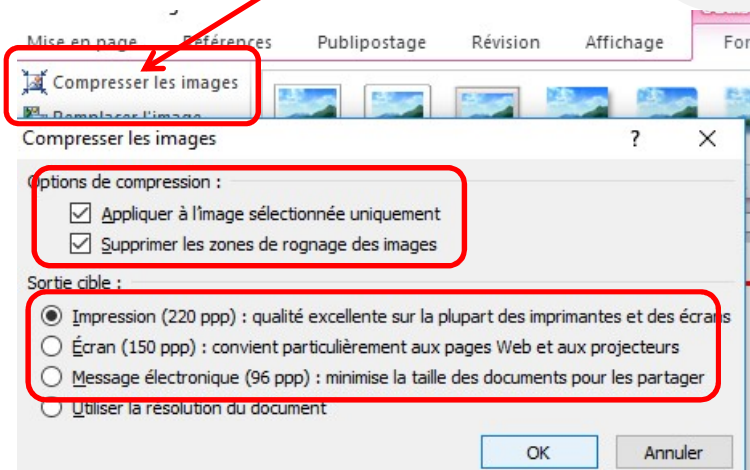 Mise en page Références Publipostage Révision Affichage For
Compresser les images
Remplacer l'image
Compresser les images ? X
Options de compression :
Appliquer à l'image sélectionnée uniquement
Supprimer les zones de rognage des images
Sortie cible :
Impression (220 ppp) : qualité excellente sur la plupart des imprimantes et des écrans
Écran (150 ppp) : convient particulièrement aux pages Web et aux projecteurs
Message électronique (96 ppp) : minimise la taille des documents pour les partager
Utiliser la résolution du document
OK Annuler